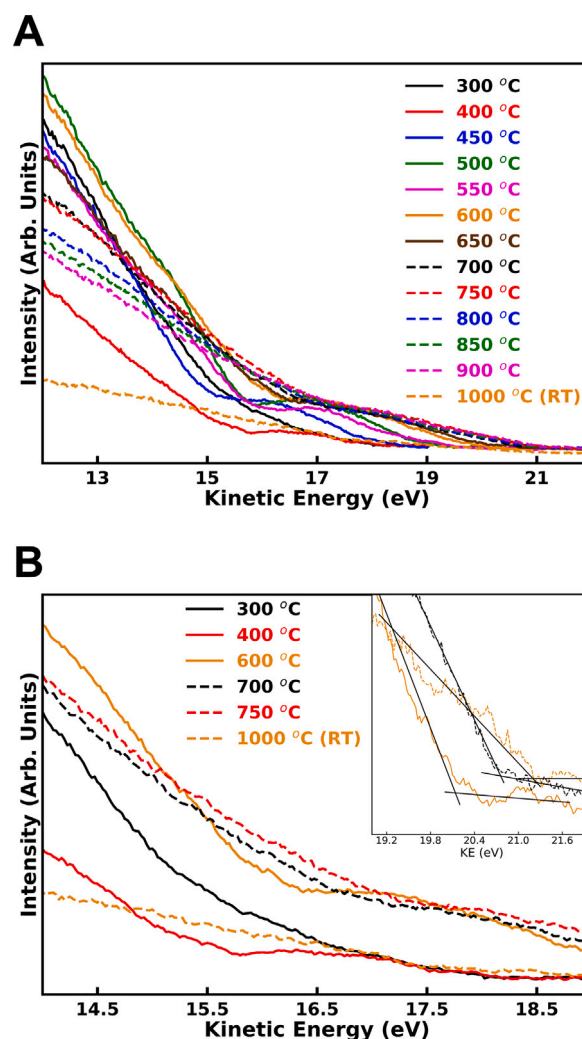 A
300 °C
400 °C
450 °C
500 °C
550 °C
600 °C
650 °C
700 °C
750 °C
800 °C
850 °C
900 °C
1000 °C (RT)
Intensity (Arb. Units)
13 15 17 19 21
Kinetic Energy (eV)
B
300 °C
400 °C
600 °C
700 °C
750 °C
1000 °C (RT)
Intensity (Arb. Units)
19.2 19.8 20.4 21.0 21.6
KE (eV)
14.5 15.5 16.5 17.5 18.5
Kinetic Energy (eV)